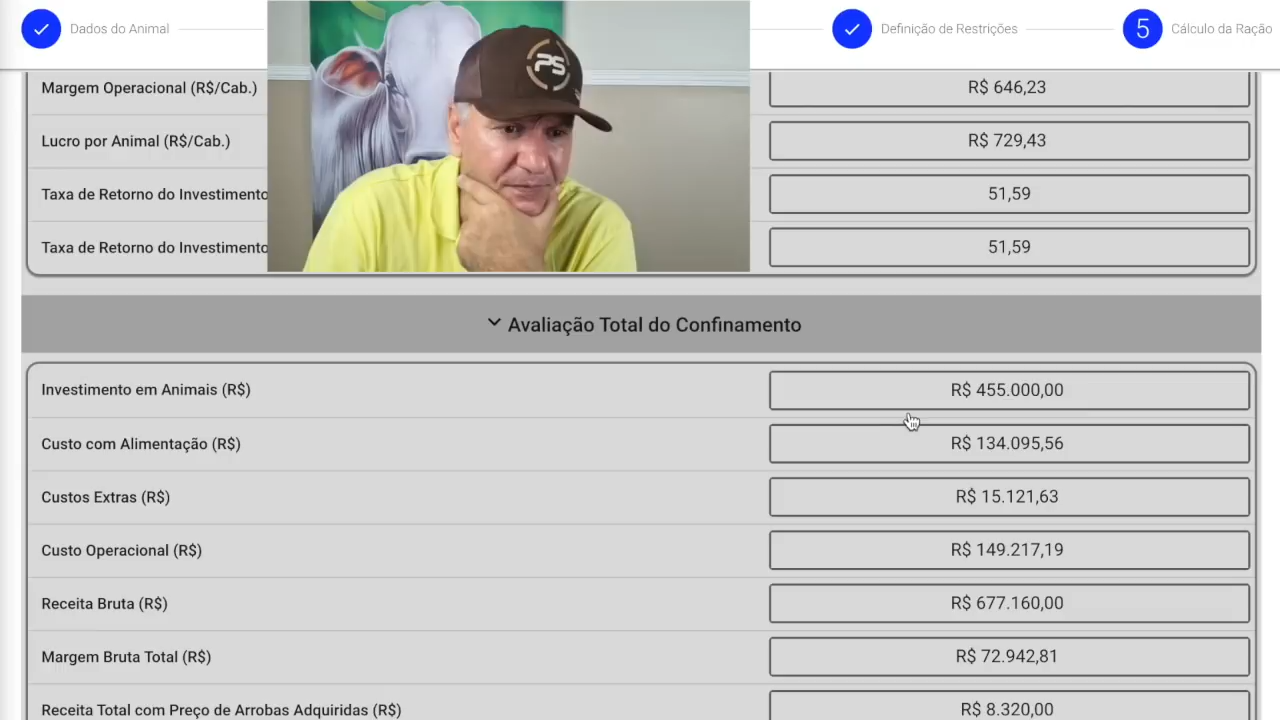 Dados do Animal
Definição de Restrições
5 Cálculo da Ração
PS
Margem Operacional (R$/Cab.) R$ 646,23
Lucro por Animal (R$/Cab.) R$ 729,43
Taxa de Retorno do Investimento 51,59
Taxa de Retorno do Investimento 51,59
Avaliação Total do Confinamento
Investimento em Animais (R$) R$ 455.000,00
Custo com Alimentação (R$) R$ 134.095,56
Custos Extras (R$) R$ 15.121,63
Custo Operacional (R$) R$ 149.217,19
Receita Bruta (R$) R$ 677.160,00
Margem Bruta Total (R$) R$ 72.942,81
Receita Total com Preço de Arrobas Adquiridas (R$) R$ 8.320,00